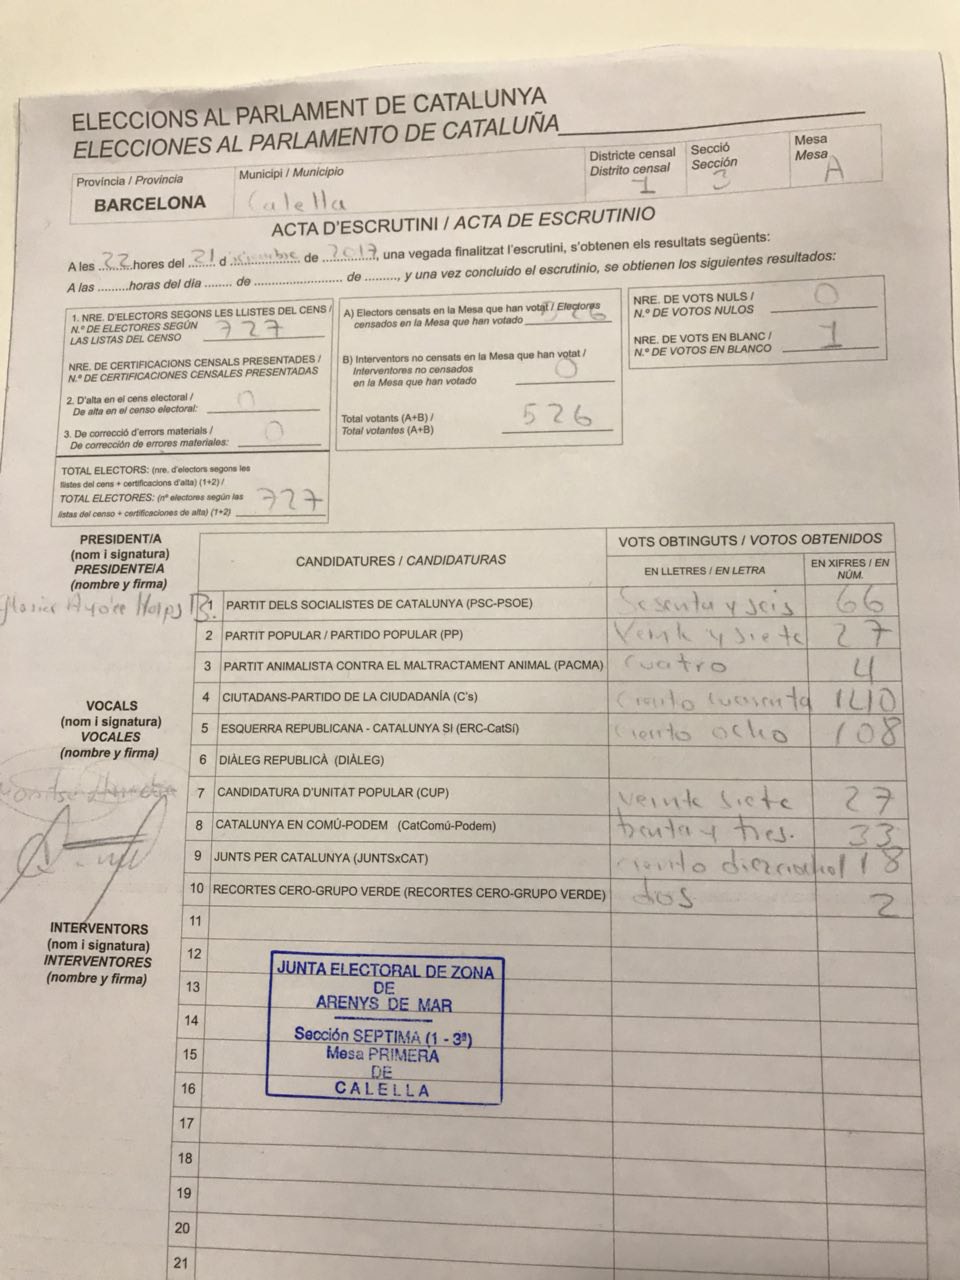 ELECCIONS AL PARLAMENT DE CATALUNYA
ELECCIONES AL PARLAMENTO DE CATALUÑA
Província / Provincia
BARCELONA
Municipi / Municipio
Calella
Districte censal
Distrito censal
1
Secció
Sección
3
Mesa
Mesa
A
ACTA D'ESCRUTINI / ACTA DE ESCRUTINIO
A les 22 hores del 21 d diciembre de 2017, una vegada finalitzat l'escrutini, s'obtenen els resultats següents:
A las .........horas del día ....... de ...................... de ........, y una vez concluido el escrutinio, se obtienen los siguientes resultados:
1. NRE. D'ELECTORS SEGONS LES LLISTES DEL CENS /
N.º DE ELECTORES SEGÚN
LAS LISTAS DEL CENSO
727
NRE. DE CERTIFICACIONS CENSALS PRESENTADES /
N.º DE CERTIFICACIONES CENSALES PRESENTADAS
2. D'alta en el cens electoral /
De alta en el censo electoral:
0
3. De correcció d'errors materials /
De corrección de errores materiales:
0
TOTAL ELECTORS: (nre. d'electors segons les
llistes del cens + certificacions d'alta) (1+2) /
TOTAL ELECTORES: (nº electores según las
listas del censo + certificaciones de alta) (1+2)
727
A) Electors censats en la Mesa que han votat / Electores
censados en la Mesa que han votado
526
B) Interventors no censats en la Mesa que han votat /
Interventores no censados
en la Mesa que han votado
0
Total votants (A+B) /
Total votantes (A+B)
526
NRE. DE VOTS NULS /
N.º DE VOTOS NULOS
0
NRE. DE VOTS EN BLANC /
N.º DE VOTOS EN BLANCO
1
PRESIDENT/A
(nom i signatura)
PRESIDENTE/A
(nombre y firma)
VOCALS
(nom i signatura)
VOCALES
(nombre y firma)
INTERVENTORS
(nom i signatura)
INTERVENTORES
(nombre y firma)
CANDIDATURES / CANDIDATURAS
VOTS OBTINGUTS / VOTOS OBTENIDOS
EN LLETRES / EN LETRA
EN XIFRES / EN
NÚM.
1 PARTIT DELS SOCIALISTES DE CATALUNYA (PSC-PSOE) Sesenta y seis 66
2 PARTIT POPULAR / PARTIDO POPULAR (PP) Veinte y siete 27
3 PARTIT ANIMALISTA CONTRA EL MALTRACTAMENT ANIMAL (PACMA) cuatro 4
4 CIUTADANS-PARTIDO DE LA CIUDADANÍA (C's) ciento cuarenta 140
5 ESQUERRA REPUBLICANA - CATALUNYA SÍ (ERC-CatSí) ciento ocho 108
6 DIÀLEG REPUBLICÀ (DIÀLEG)
7 CANDIDATURA D'UNITAT POPULAR (CUP) veinte siete 27
8 CATALUNYA EN COMÚ-PODEM (CatComú-Podem) trenta y tres. 33
9 JUNTS PER CATALUNYA (JUNTSxCAT) ciento dieciocho 118
10 RECORTES CERO-GRUPO VERDE (RECORTES CERO-GRUPO VERDE) dos 2
11
12
13
14
15
16
17
18
19
20
21
JUNTA ELECTORAL DE ZONA
DE
ARENYS DE MAR
Sección SEPTIMA (1 - 3ª)
Mesa PRIMERA
DE
CALELLA